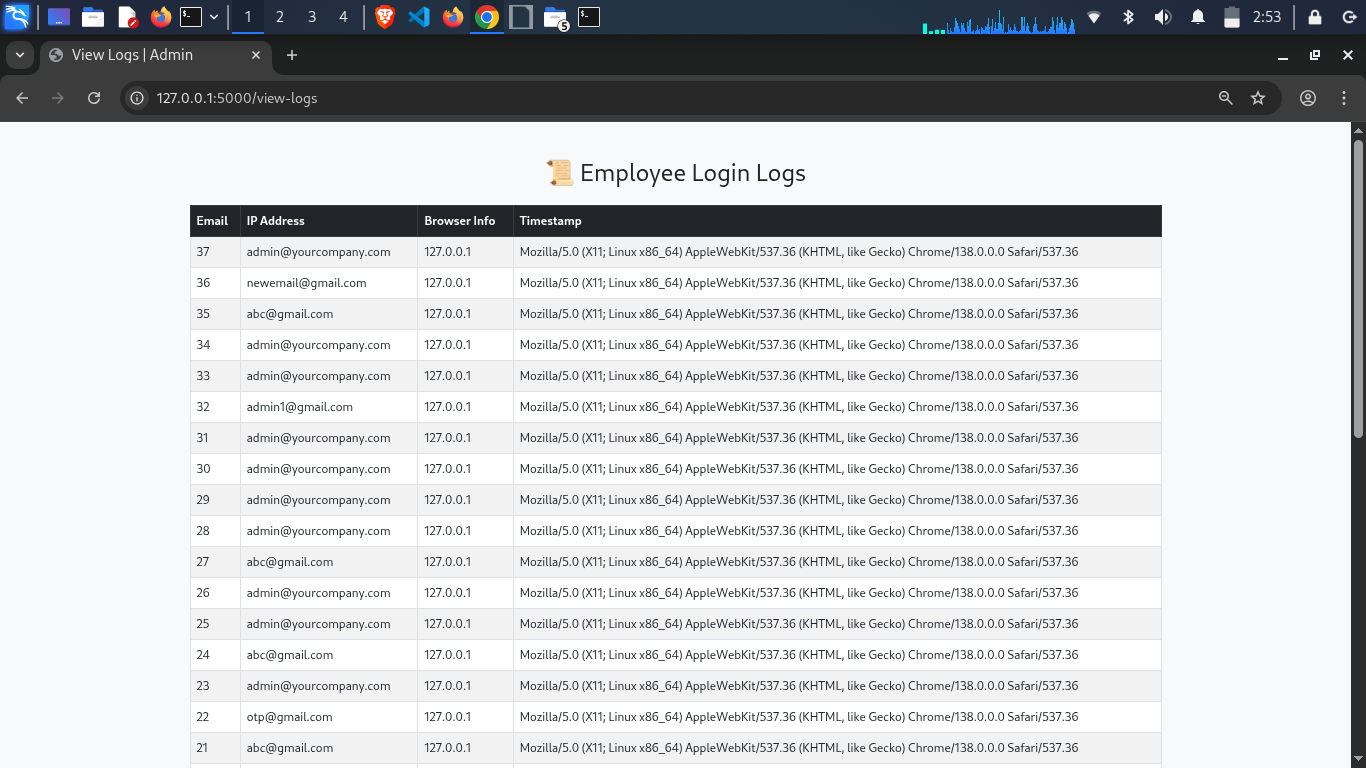 1 2 3 4 5 2:53
View Logs | Admin
127.0.0.1:5000/view-logs
📜 Employee Login Logs
Email IP Address Browser Info Timestamp
37 admin@yourcompany.com 127.0.0.1 Mozilla/5.0 (X11; Linux x86_64) AppleWebKit/537.36 (KHTML, like Gecko) Chrome/138.0.0.0 Safari/537.36
36 newemail@gmail.com 127.0.0.1 Mozilla/5.0 (X11; Linux x86_64) AppleWebKit/537.36 (KHTML, like Gecko) Chrome/138.0.0.0 Safari/537.36
35 abc@gmail.com 127.0.0.1 Mozilla/5.0 (X11; Linux x86_64) AppleWebKit/537.36 (KHTML, like Gecko) Chrome/138.0.0.0 Safari/537.36
34 admin@yourcompany.com 127.0.0.1 Mozilla/5.0 (X11; Linux x86_64) AppleWebKit/537.36 (KHTML, like Gecko) Chrome/138.0.0.0 Safari/537.36
33 admin@yourcompany.com 127.0.0.1 Mozilla/5.0 (X11; Linux x86_64) AppleWebKit/537.36 (KHTML, like Gecko) Chrome/138.0.0.0 Safari/537.36
32 admin1@gmail.com 127.0.0.1 Mozilla/5.0 (X11; Linux x86_64) AppleWebKit/537.36 (KHTML, like Gecko) Chrome/138.0.0.0 Safari/537.36
31 admin@yourcompany.com 127.0.0.1 Mozilla/5.0 (X11; Linux x86_64) AppleWebKit/537.36 (KHTML, like Gecko) Chrome/138.0.0.0 Safari/537.36
30 admin@yourcompany.com 127.0.0.1 Mozilla/5.0 (X11; Linux x86_64) AppleWebKit/537.36 (KHTML, like Gecko) Chrome/138.0.0.0 Safari/537.36
29 admin@yourcompany.com 127.0.0.1 Mozilla/5.0 (X11; Linux x86_64) AppleWebKit/537.36 (KHTML, like Gecko) Chrome/138.0.0.0 Safari/537.36
28 admin@yourcompany.com 127.0.0.1 Mozilla/5.0 (X11; Linux x86_64) AppleWebKit/537.36 (KHTML, like Gecko) Chrome/138.0.0.0 Safari/537.36
27 abc@gmail.com 127.0.0.1 Mozilla/5.0 (X11; Linux x86_64) AppleWebKit/537.36 (KHTML, like Gecko) Chrome/138.0.0.0 Safari/537.36
26 admin@yourcompany.com 127.0.0.1 Mozilla/5.0 (X11; Linux x86_64) AppleWebKit/537.36 (KHTML, like Gecko) Chrome/138.0.0.0 Safari/537.36
25 admin@yourcompany.com 127.0.0.1 Mozilla/5.0 (X11; Linux x86_64) AppleWebKit/537.36 (KHTML, like Gecko) Chrome/138.0.0.0 Safari/537.36
24 abc@gmail.com 127.0.0.1 Mozilla/5.0 (X11; Linux x86_64) AppleWebKit/537.36 (KHTML, like Gecko) Chrome/138.0.0.0 Safari/537.36
23 admin@yourcompany.com 127.0.0.1 Mozilla/5.0 (X11; Linux x86_64) AppleWebKit/537.36 (KHTML, like Gecko) Chrome/138.0.0.0 Safari/537.36
22 otp@gmail.com 127.0.0.1 Mozilla/5.0 (X11; Linux x86_64) AppleWebKit/537.36 (KHTML, like Gecko) Chrome/138.0.0.0 Safari/537.36
21 abc@gmail.com 127.0.0.1 Mozilla/5.0 (X11; Linux x86_64) AppleWebKit/537.36 (KHTML, like Gecko) Chrome/138.0.0.0 Safari/537.36